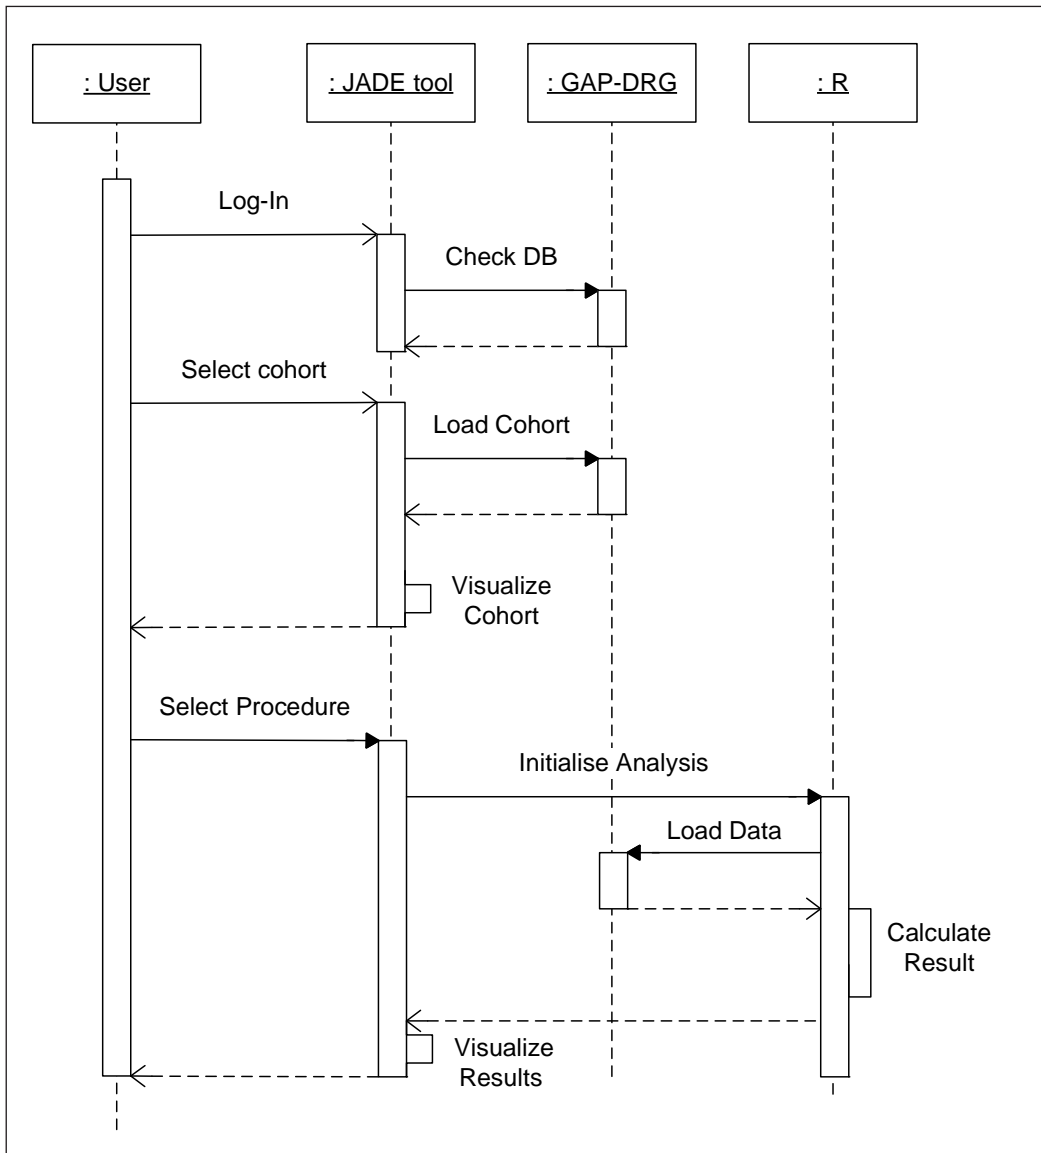 : User
: JADE tool
: GAP-DRG
: R
Log-In
Check DB
Select cohort
Load Cohort
Visualize
Cohort
Select Procedure
Initialise Analysis
Load Data
Calculate
Result
Visualize
Results